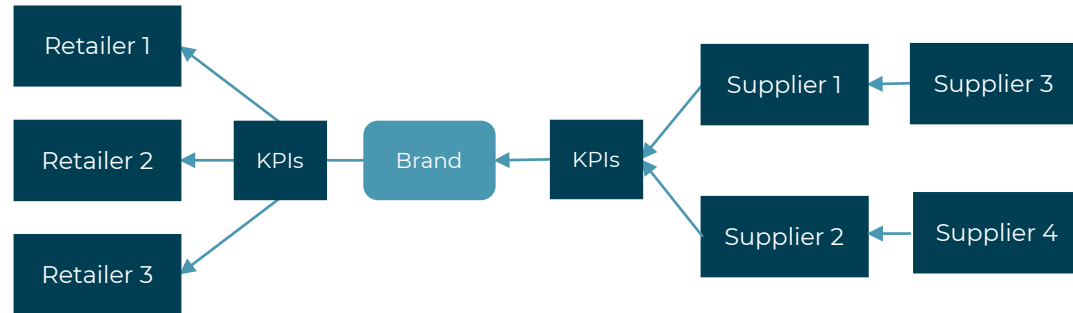 Retailer 1
Retailer 2
Retailer 3
KPIs
Brand
KPIs
Supplier 1
Supplier 2
Supplier 3
Supplier 4